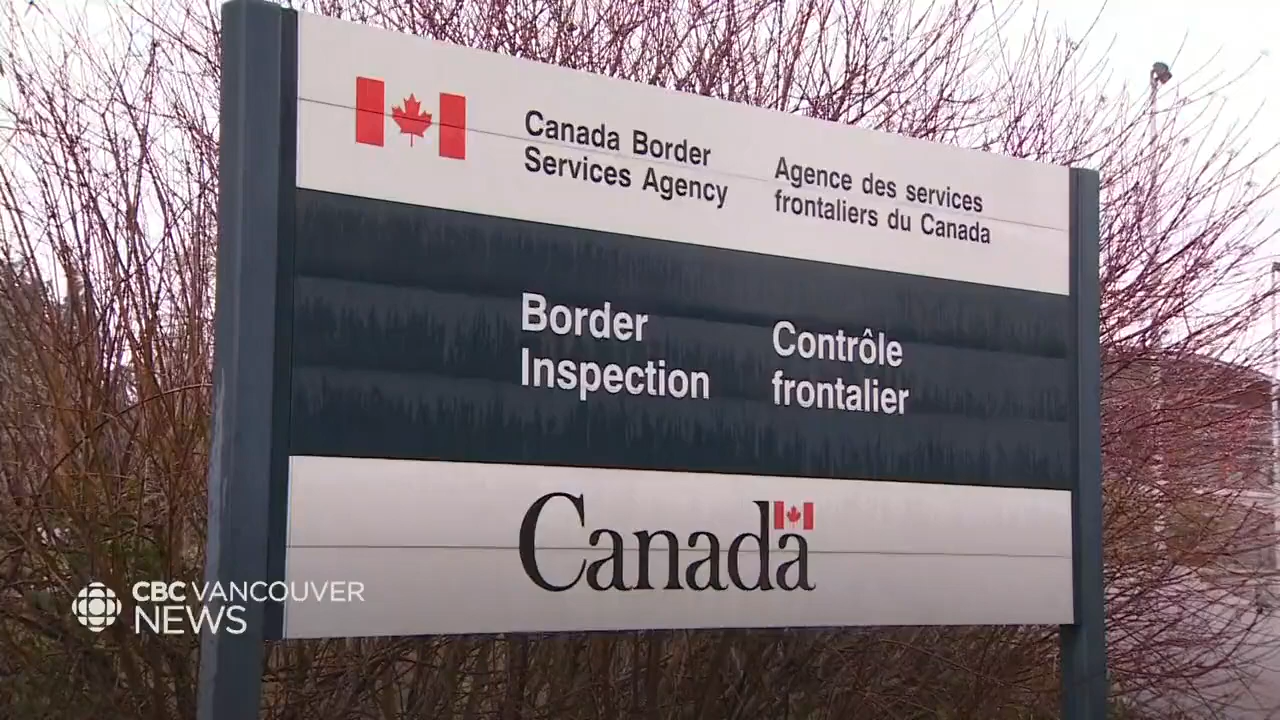 Canada Border
Services Agency
Agence des services
frontaliers du Canada
Border
Inspection
Contrôle
frontalier
Canada
CBC VANCOUVER
NEWS